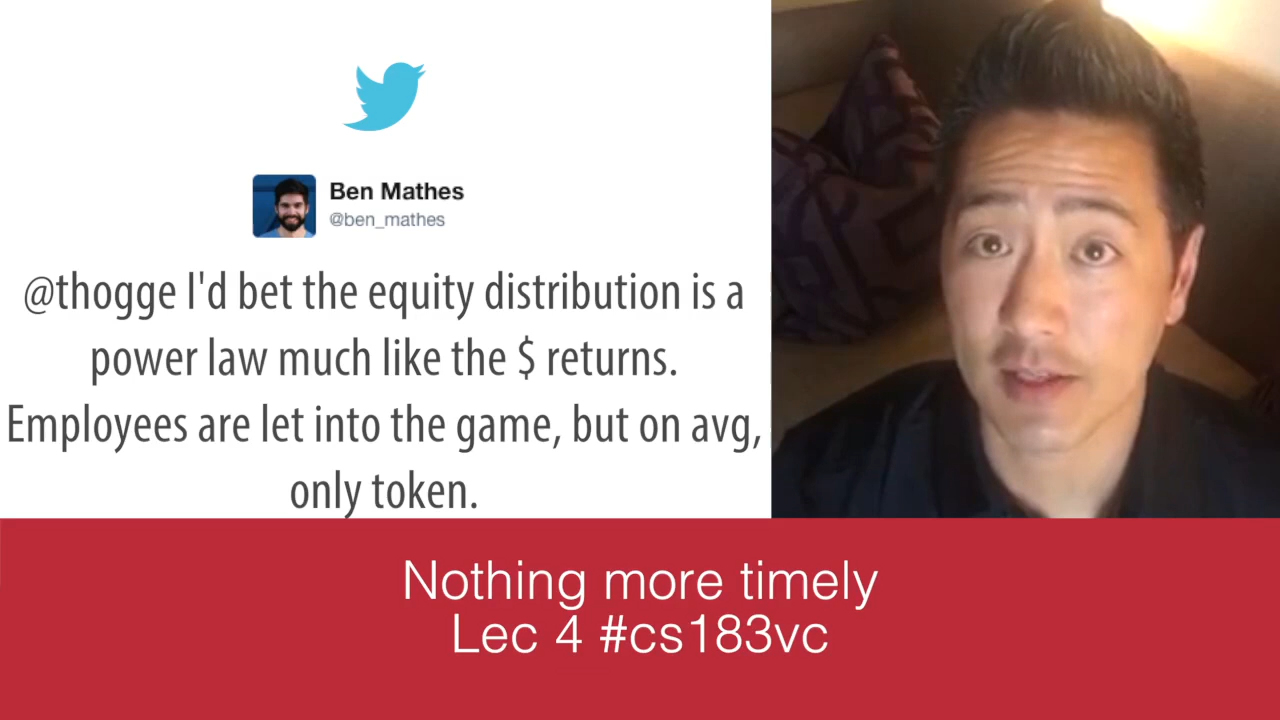 Ben Mathes
@ben_mathes
@thogge I'd bet the equity distribution is a
power law much like the $ returns.
Employees are let into the game, but on avg,
only token.
Nothing more timely
Lec 4 #cs183vc